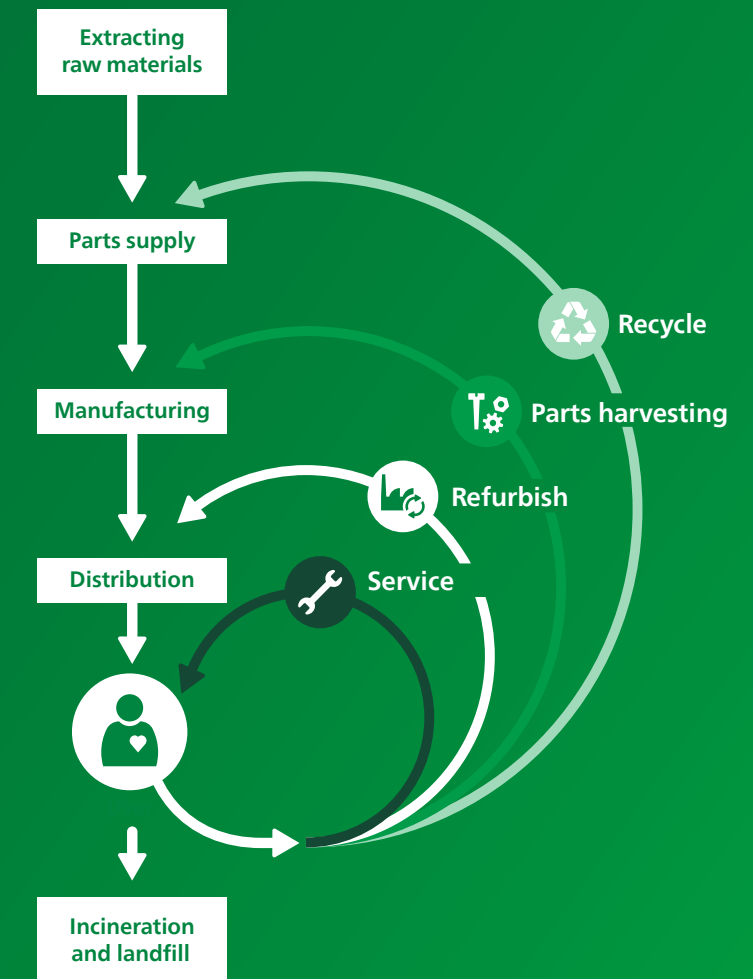 Extracting
raw materials
Parts supply
Recycle
Manufacturing
Parts harvesting
Refurbish
Distribution
Service
Incineration
and landfill